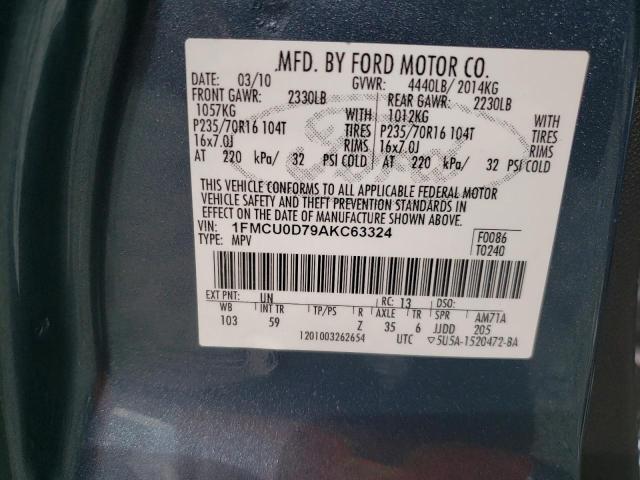 MFD. BY FORD MOTOR CO.
DATE: 03/10 GVWR: 4440LB/ 2014KG
FRONT GAWR: 2330LB REAR GAWR: 2230LB
1057KG WITH 1012KG WITH
P235/70R16 104T TIRES P235/70R16 104T TIRES
16x7.0J RIMS 16x7.0J RIMS
AT 220 kPa/ 32 PSI COLD AT 220 kPa/ 32 PSI COLD
Ford
THIS VEHICLE CONFORMS TO ALL APPLICABLE FEDERAL MOTOR
VEHICLE SAFETY AND THEFT PREVENTION STANDARDS IN
EFFECT ON THE DATE OF MANUFACTURE SHOWN ABOVE.
VIN: 1FMCU0D79AKC63324 F0086
TYPE: MPV T0240
EXT PNT: UN RC: 13 DSO:
WB INT TR TP/PS R AXLE TR SPR AM71A
103 59 Z 35 6 JJDD 205
1201003262654 UTC ▽5U5A-1520472-BA